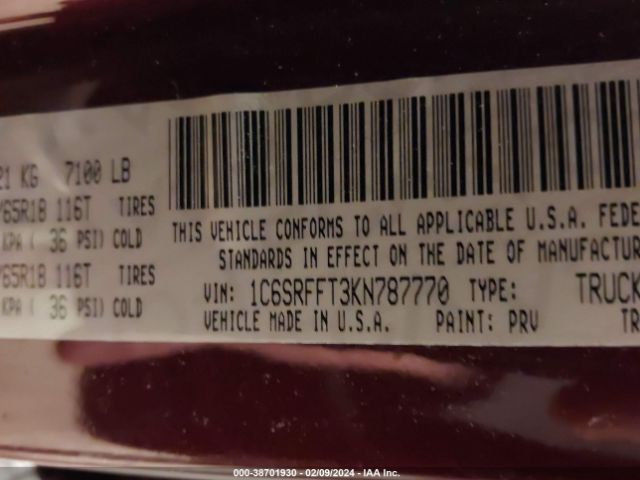 21 KG 7100 LB
/65R18 116T TIRES
KPA ( 36 PSI) COLD
/65R18 116T TIRES
KPA ( 36 PSI) COLD
THIS VEHICLE CONFORMS TO ALL APPLICABLE U.S.A. FEDE
STANDARDS IN EFFECT ON THE DATE OF MANUFACTUR
VIN: 1C6SRFFT3KN787770 TYPE: TRUCK
VEHICLE MADE IN U.S.A. PAINT: PRV TR
000-38701930 - 02/09/2024 - IAA Inc.